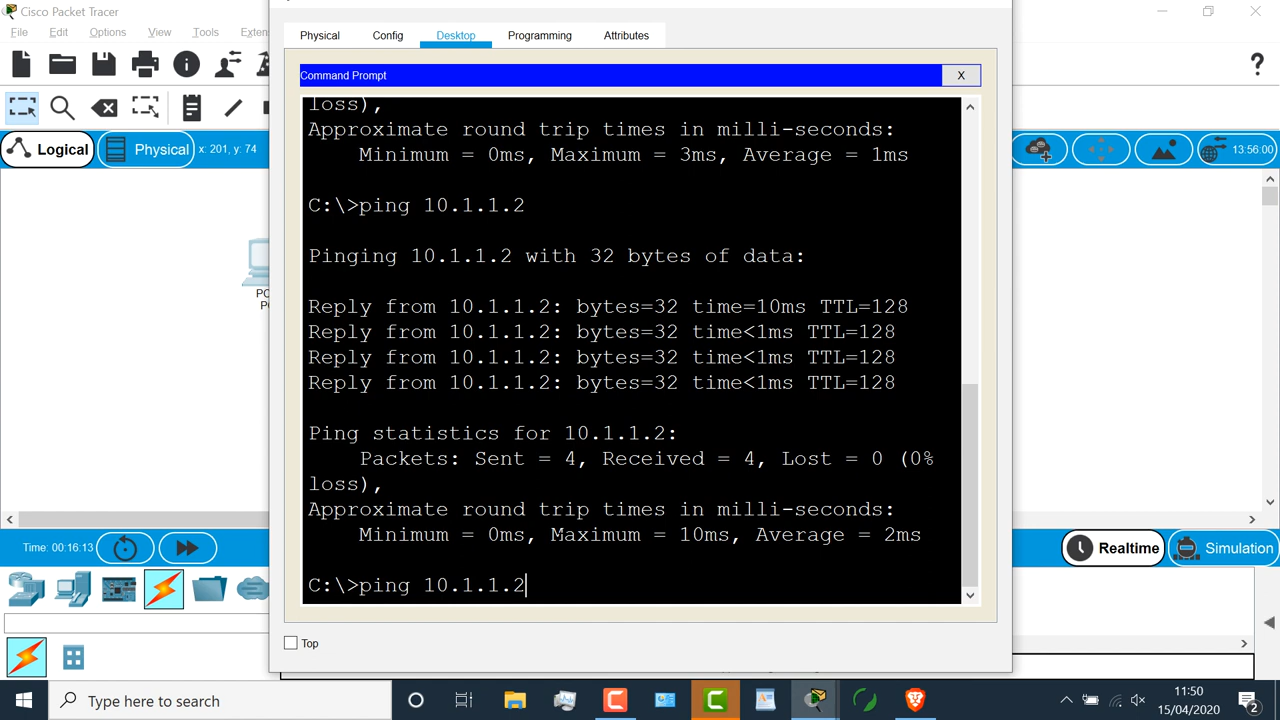 Cisco Packet Tracer
File Edit Options View Tools Exten
Physical Config Desktop Programming Attributes
Command Prompt X
?
Logical Physical x: 201, y: 74
13:56:00
loss),
Approximate round trip times in milli-seconds:
Minimum = 0ms, Maximum = 3ms, Average = 1ms
C:\>ping 10.1.1.2
Pinging 10.1.1.2 with 32 bytes of data:
Reply from 10.1.1.2: bytes=32 time=10ms TTL=128
Reply from 10.1.1.2: bytes=32 time<1ms TTL=128
Reply from 10.1.1.2: bytes=32 time<1ms TTL=128
Reply from 10.1.1.2: bytes=32 time<1ms TTL=128
Ping statistics for 10.1.1.2:
Packets: Sent = 4, Received = 4, Lost = 0 (0%
loss),
Approximate round trip times in milli-seconds:
Minimum = 0ms, Maximum = 10ms, Average = 2ms
C:\>ping 10.1.1.2
PC
P
Time: 00:16:13
Realtime Simulation
Top
Type here to search
11:50
15/04/2020
2